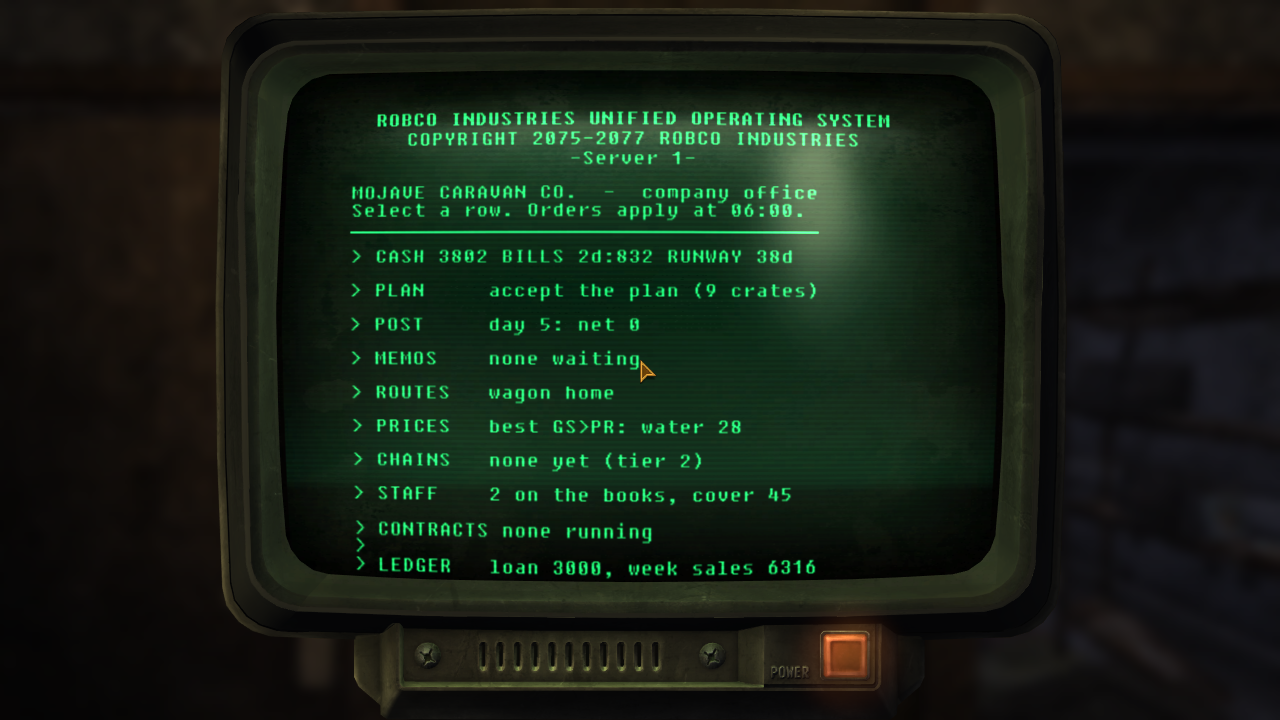 ROBCO INDUSTRIES UNIFIED OPERATING SYSTEM
COPYRIGHT 2075-2077 ROBCO INDUSTRIES
-Server 1-
MOJAVE CARAVAN CO.  -  company office
Select a row. Orders apply at 06:00.
> CASH 3802 BILLS 2d:832 RUNWAY 38d
> PLAN     accept the plan (9 crates)
> POST     day 5: net 0
> MEMOS    none waiting
> ROUTES   wagon home
> PRICES   best GS>PR: water 28
> CHAINS   none yet (tier 2)
> STAFF    2 on the books, cover 45
> CONTRACTS none running
>
> LEDGER   loan 3000, week sales 6316
POWER